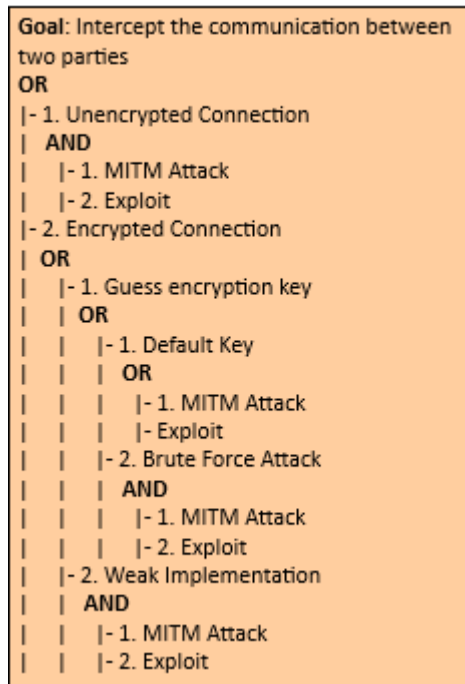 Goal: Intercept the communication between
two parties
OR
|- 1. Unencrypted Connection
| AND
| |- 1. MITM Attack
| |- 2. Exploit
|- 2. Encrypted Connection
| OR
| |- 1. Guess encryption key
| | OR
| | |- 1. Default Key
| | | OR
| | | |- 1. MITM Attack
| | | |- Exploit
| | |- 2. Brute Force Attack
| | | AND
| | | |- 1. MITM Attack
| | | |- 2. Exploit
| |- 2. Weak Implementation
| | AND
| | |- 1. MITM Attack
| | |- 2. Exploit